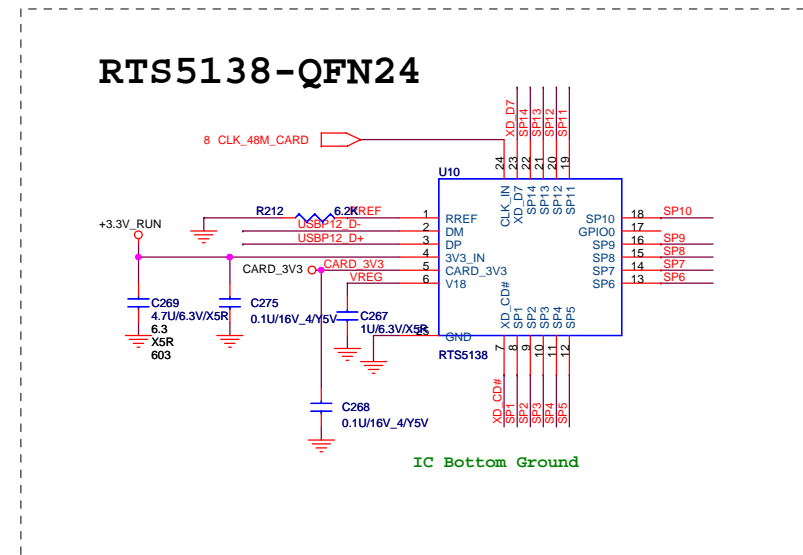 RTS5138-QFN24
8 CLK_48M_CARD
XD_D7
SP14
SP13
SP12
SP11
24
23
22
21
20
19
U10
CLK_IN
XD_D7
SP14
SP13
SP12
SP11
R212
6.2K
RREF
1
RREF
USBP12_D-
2
DM
USBP12_D+
3
DP
+3.3V_RUN
4
3V3_IN
CARD_3V3
CARD_3V3
5
CARD_3V3
VREG
6
V18
SP10
18
SP10
GPIO0
17
SP9
16
SP9
SP8
15
SP8
SP7
14
SP7
SP6
13
SP6
C269
4.7U/6.3V/X5R
6.3
X5R
603
C275
0.1U/16V_4/Y5V
C267
1U/6.3V/X5R
25
GND
XD_CD#
SP1
SP2
SP3
SP4
SP5
RTS5138
7
8
9
10
11
12
XD_CD#
SP1
SP2
SP3
SP4
SP5
C268
0.1U/16V_4/Y5V
IC Bottom Ground